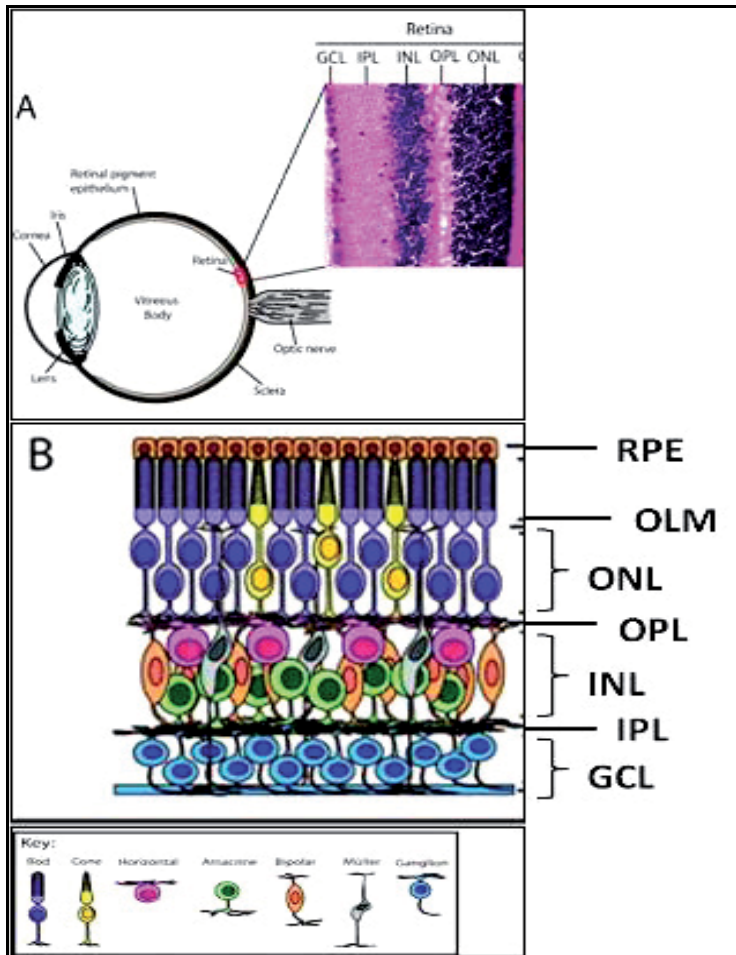 Retina
GCL IPL INL OPL ONL
A
Retinal pigment
epithelium
Iris
Cornea
Retina
Vitreous
Body
Optic nerve
Lens
Sclera
B
RPE
OLM
ONL
OPL
INL
IPL
GCL
Key:
Rod Cone Horizontal Amacrine Bipolar Müller Ganglion